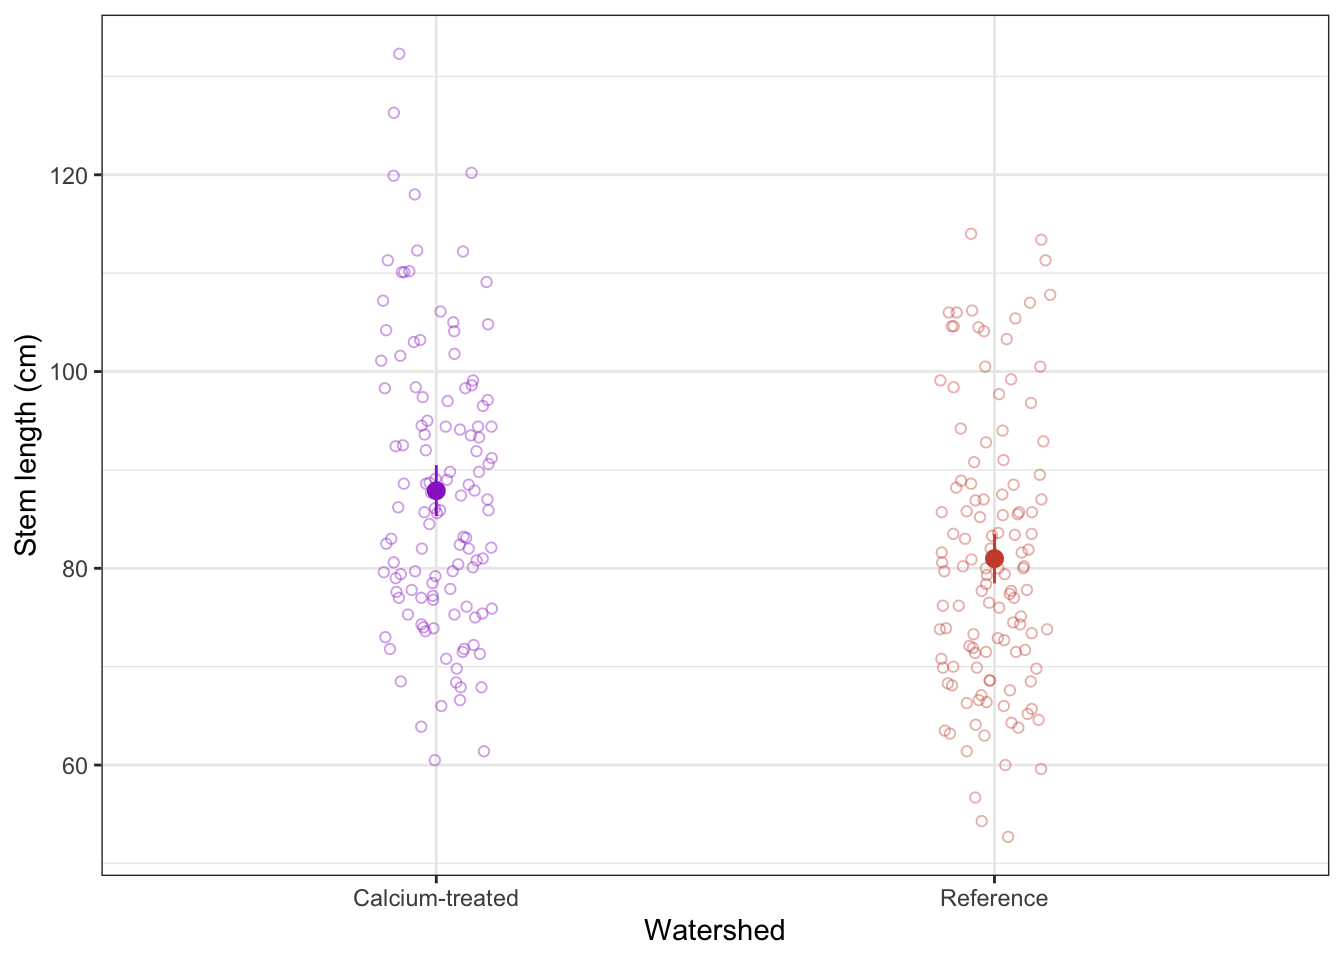 Stem length (cm)
120
100
80
60
Calcium-treated
Reference
Watershed